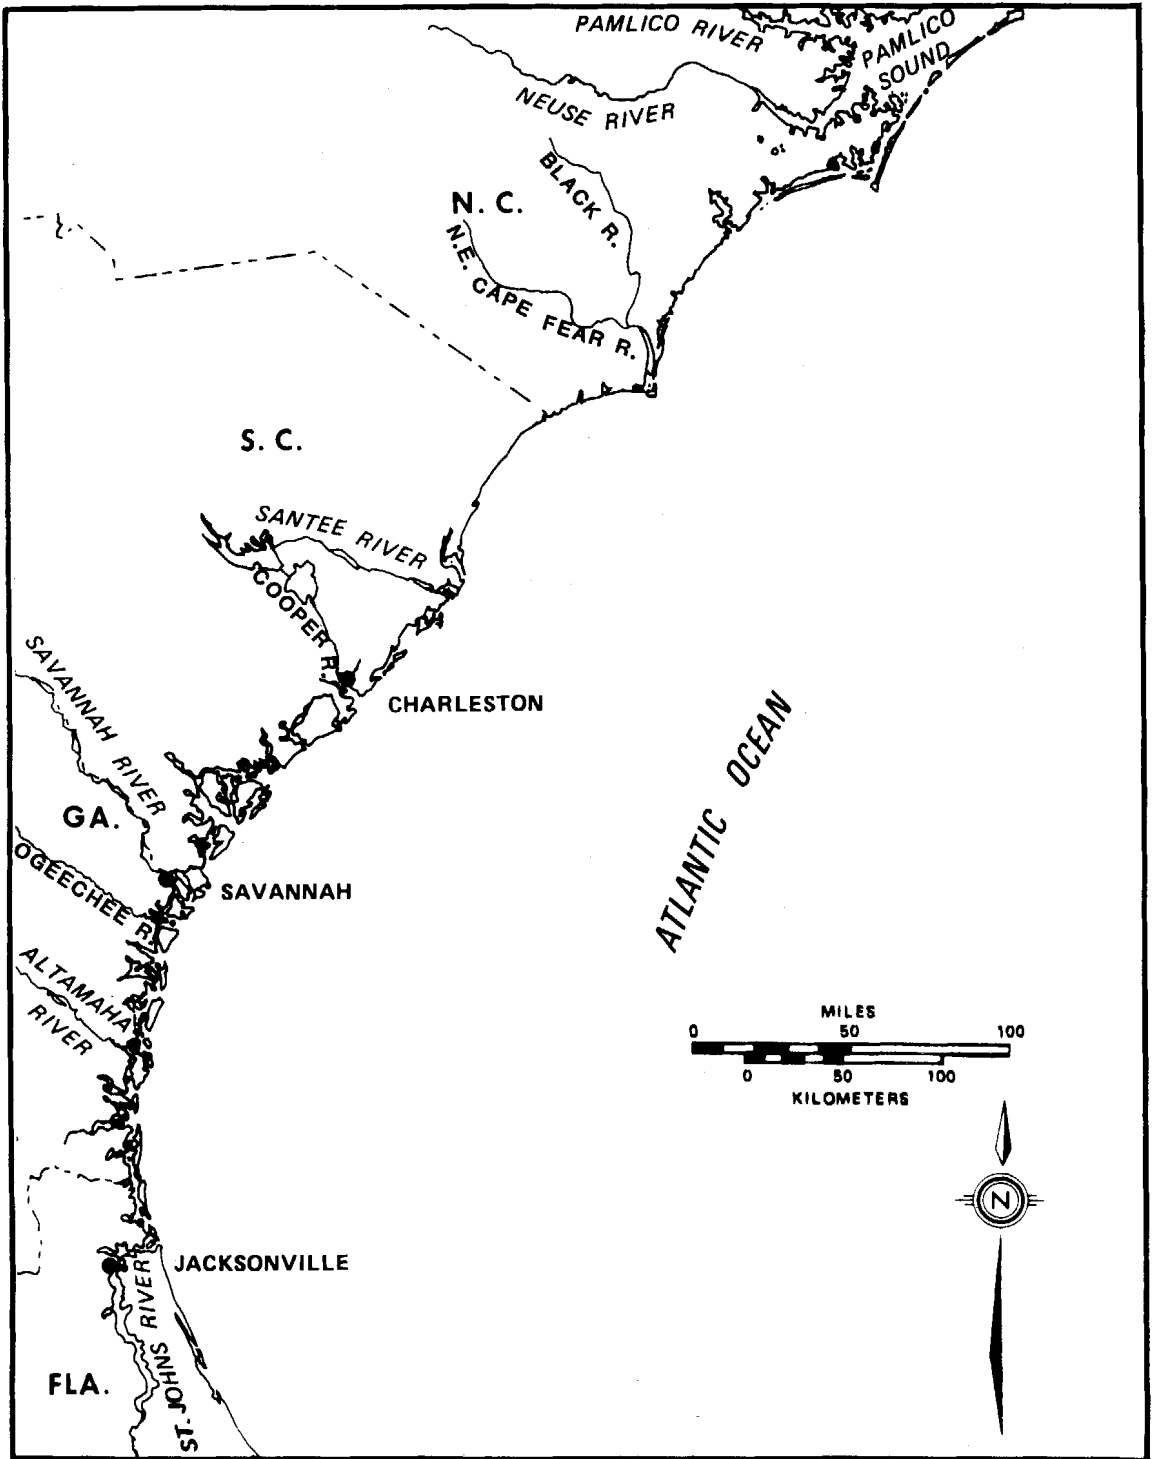 PAMLICO RIVER
PAMLICO
SOUND
NEUSE RIVER
BLACK R.
N. C.
N.E. CAPE FEAR R.
S. C.
SANTEE RIVER
COOPER R.
SAVANNAH RIVER
CHARLESTON
ATLANTIC OCEAN
GA.
OGEECHEE R.
SAVANNAH
ALTAMAHA
RIVER
MILES
0 50 100
0 50 100
KILOMETERS
N
JACKSONVILLE
ST. JOHNS RIVER
FLA.